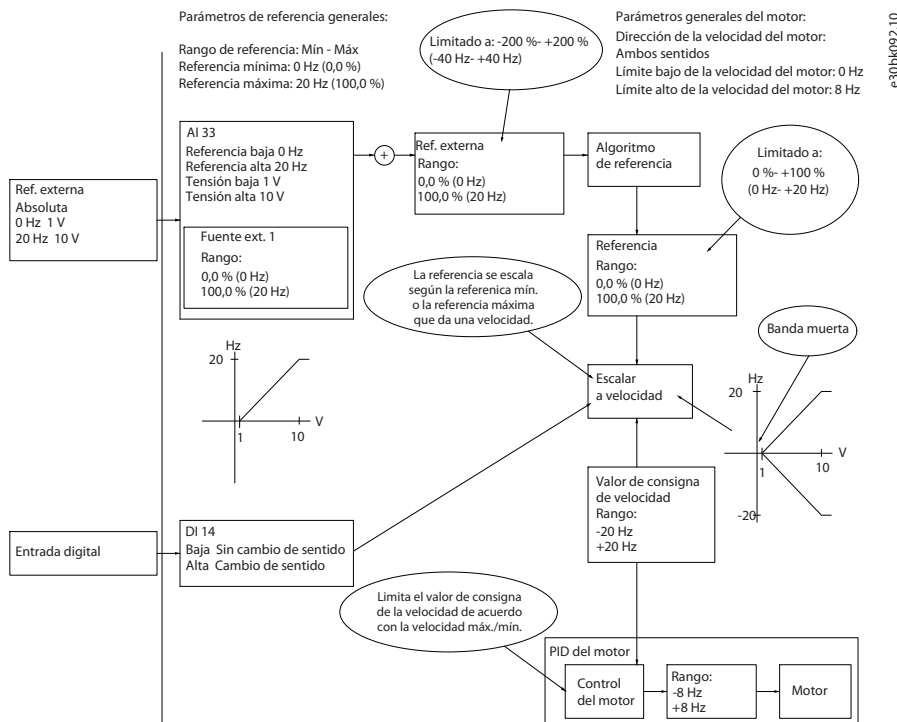 Parámetros de referencia generales:
Rango de referencia: Mín - Máx
Referencia mínima: 0 Hz (0,0 %)
Referencia máxima: 20 Hz (100,0 %)
Limitado a: -200 %- +200 %
(-40 Hz- +40 Hz)
Parámetros generales del motor:
Dirección de la velocidad del motor:
Ambos sentidos
Límite bajo de la velocidad del motor: 0 Hz
Límite alto de la velocidad del motor: 8 Hz
e30bk092.10
Ref. externa
Absoluta
0 Hz 1 V
20 Hz 10 V
AI 33
Referencia baja 0 Hz
Referencia alta 20 Hz
Tensión baja 1 V
Tensión alta 10 V
Fuente ext. 1
Rango:
0,0 % (0 Hz)
100,0 % (20 Hz)
+
Ref. externa
Rango:
0,0 % (0 Hz)
100,0 % (20 Hz)
Algoritmo
de referencia
Limitado a:
0 %- +100 %
(0 Hz- +20 Hz)
Referencia
Rango:
0,0 % (0 Hz)
100,0 % (20 Hz)
La referencia se escala
según la referenica mín.
o la referencia máxima
que da una velocidad.
Banda muerta
Hz
20
V
1
10
Escalar
a velocidad
Hz
20
V
1
10
-20
Valor de consigna
de velocidad
Rango:
-20 Hz
+20 Hz
Entrada digital
DI 14
Baja Sin cambio de sentido
Alta Cambio de sentido
Limita el valor de consigna
de la velocidad de acuerdo
con la velocidad máx./mín.
PID del motor
Control
del motor
Rango:
-8 Hz
+8 Hz
Motor